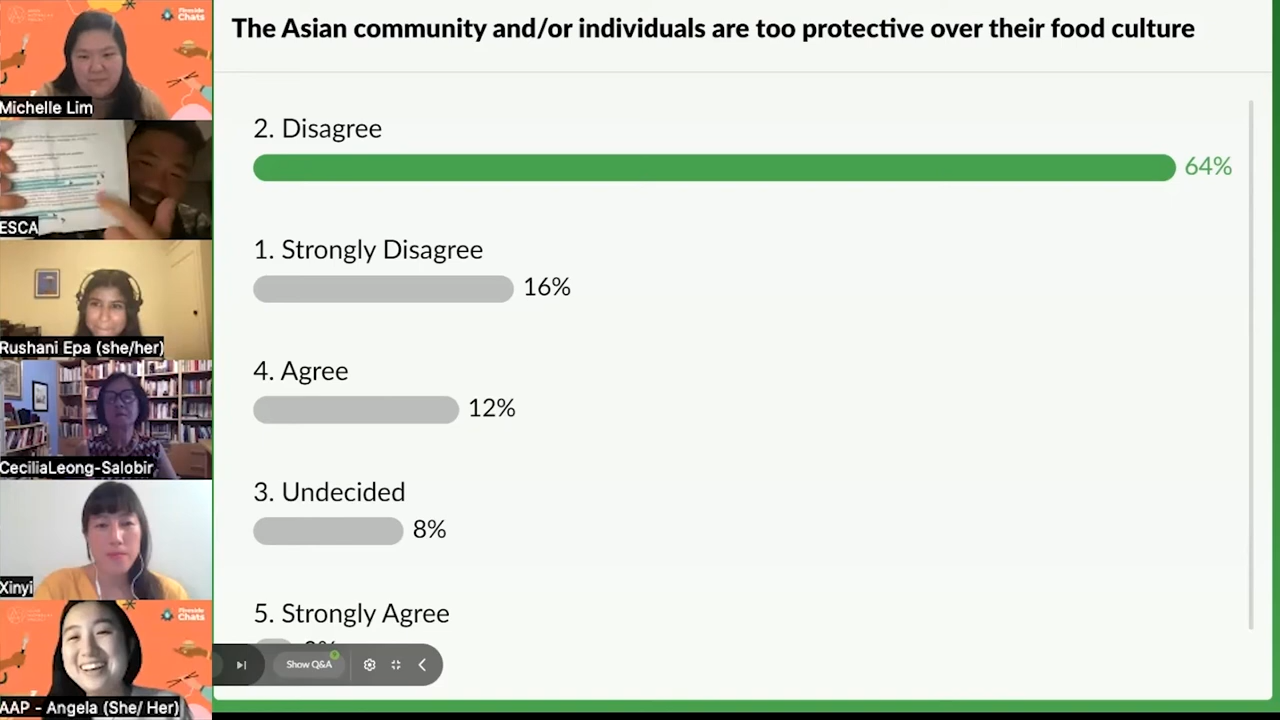 The Asian community and/or individuals are too protective over their food culture
2. Disagree
64%
1. Strongly Disagree
16%
4. Agree
12%
3. Undecided
8%
5. Strongly Agree
Show Q&A
Fireside
Chats
Michelle Lim
ESCA
Rushani Epa (she/her)
CeciliaLeong-Salobir
Xinyi
Fireside
Chats
AAP - Angela (She/ Her)